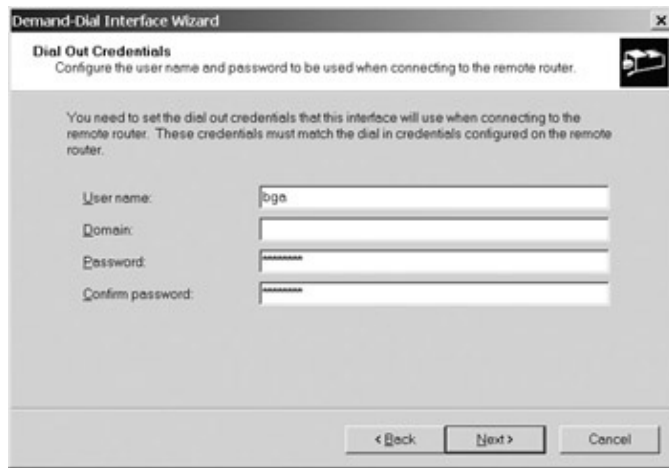 Demand-Dial Interface Wizard
Dial Out Credentials
Configure the user name and password to be used when connecting to the remote router.
You need to set the dial out credentials that this interface will use when connecting to the
remote router. These credentials must match the dial in credentials configured on the remote
router.
User name: bga
Domain:
Password: ********
Confirm password: ********
< Back Next > Cancel